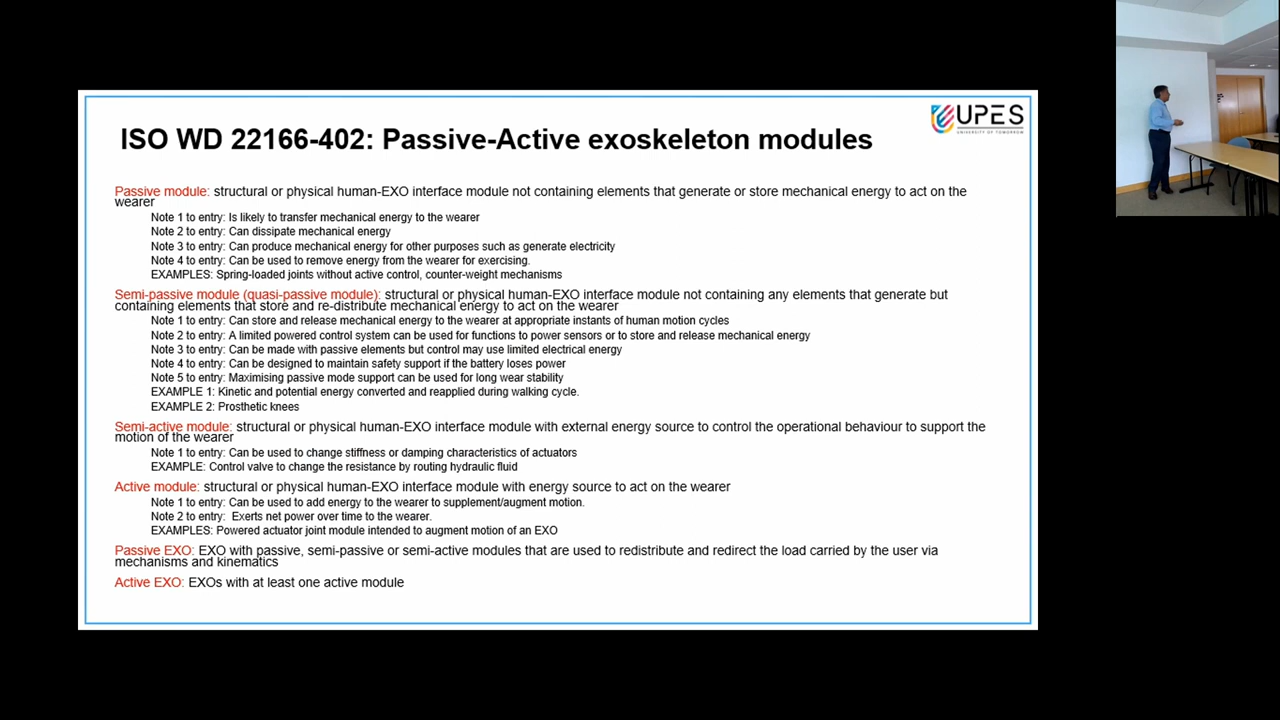 ISO WD 22166-402: Passive-Active exoskeleton modules
UPES
UNIVERSITY OF TOMORROW
Passive module: structural or physical human-EXO interface module not containing elements that generate or store mechanical energy to act on the
wearer
Note 1 to entry: Is likely to transfer mechanical energy to the wearer
Note 2 to entry: Can dissipate mechanical energy
Note 3 to entry: Can produce mechanical energy for other purposes such as generate electricity
Note 4 to entry: Can be used to remove energy from the wearer for exercising.
EXAMPLES: Spring-loaded joints without active control, counter-weight mechanisms
Semi-passive module (quasi-passive module): structural or physical human-EXO interface module not containing any elements that generate but
containing elements that store and re-distribute mechanical energy to act on the wearer
Note 1 to entry: Can store and release mechanical energy to the wearer at appropriate instants of human motion cycles
Note 2 to entry: A limited powered control system can be used for functions to power sensors or to store and release mechanical energy
Note 3 to entry: Can be made with passive elements but control may use limited electrical energy
Note 4 to entry: Can be designed to maintain safety support if the battery loses power
Note 5 to entry: Maximising passive mode support can be used for long wear stability
EXAMPLE 1: Kinetic and potential energy converted and reapplied during walking cycle.
EXAMPLE 2: Prosthetic knees
Semi-active module: structural or physical human-EXO interface module with external energy source to control the operational behaviour to support the
motion of the wearer
Note 1 to entry: Can be used to change stiffness or damping characteristics of actuators
EXAMPLE: Control valve to change the resistance by routing hydraulic fluid
Active module: structural or physical human-EXO interface module with energy source to act on the wearer
Note 1 to entry: Can be used to add energy to the wearer to supplement/augment motion.
Note 2 to entry: Exerts net power over time to the wearer.
EXAMPLES: Powered actuator joint module intended to augment motion of an EXO
Passive EXO: EXO with passive, semi-passive or semi-active modules that are used to redistribute and redirect the load carried by the user via
mechanisms and kinematics
Active EXO: EXOs with at least one active module